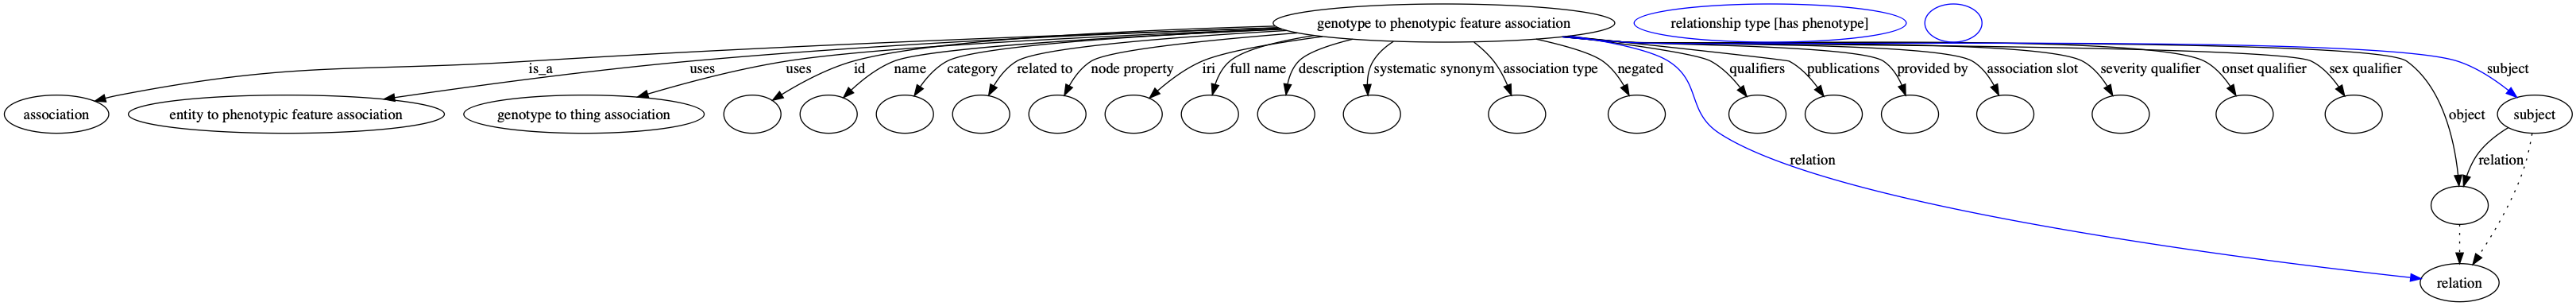 genotype to phenotypic feature association
relationship type [has phenotype]
is_a
uses
uses
id
name
category
related to
node property
iri
full name
description
systematic synonym
association type
negated
qualifiers
publications
provided by
association slot
severity qualifier
onset qualifier
sex qualifier
subject
association
entity to phenotypic feature association
genotype to thing association
object
subject
relation
relation
relation